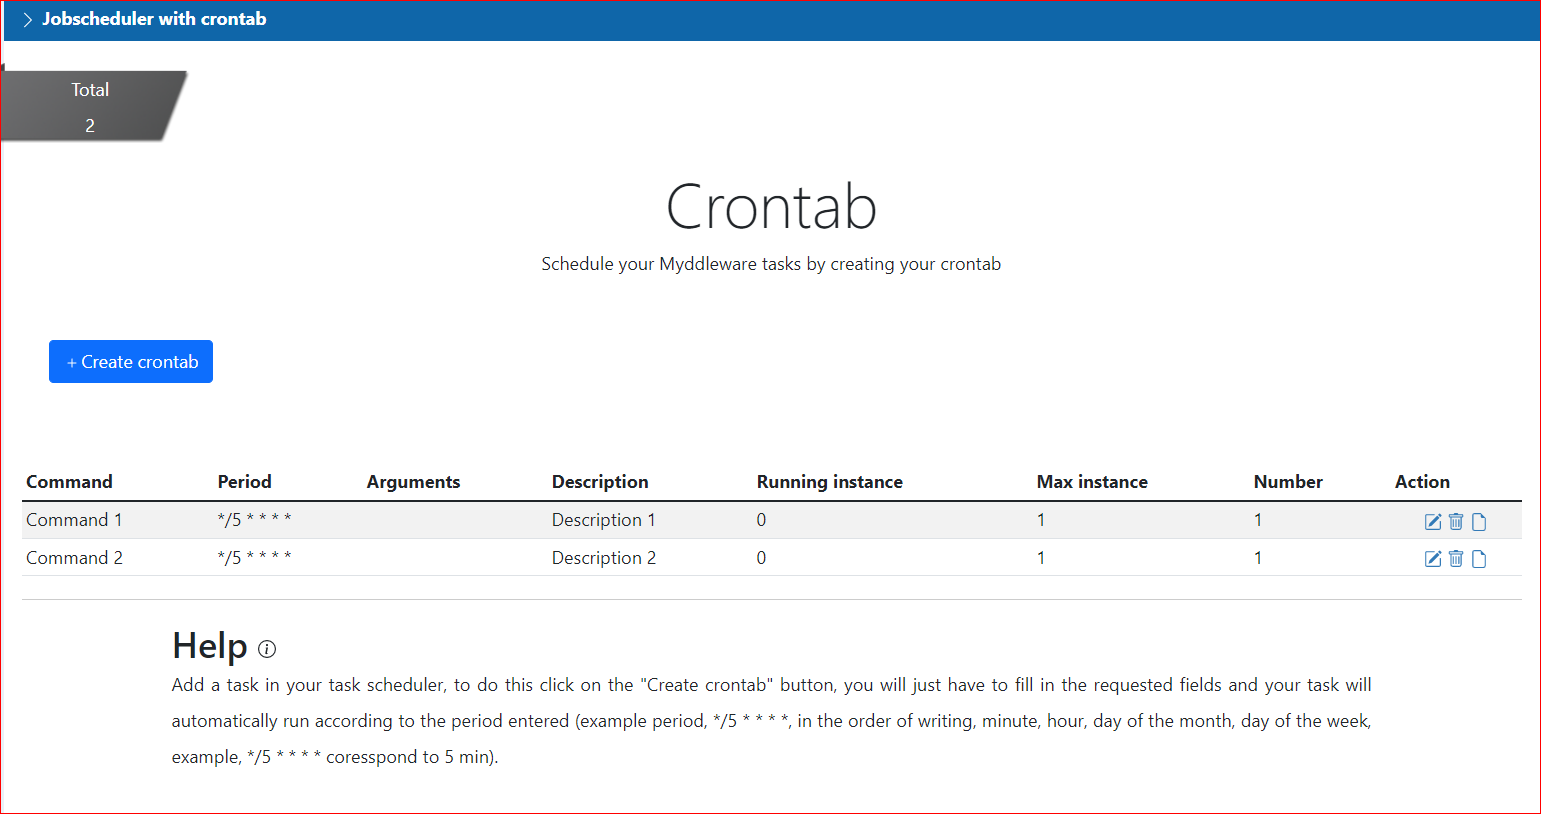 Jobscheduler with crontab
Total
2
Crontab
Schedule your Myddleware tasks by creating your crontab
+ Create crontab
Command Period Arguments Description Running instance Max instance Number Action
Command 1 */5 * * * * Description 1 0 1 1
Command 2 */5 * * * * Description 2 0 1 1
Help
Add a task in your task scheduler, to do this click on the "Create crontab" button, you will just have to fill in the requested fields and your task will
automatically run according to the period entered (example period, */5 * * * *, in the order of writing, minute, hour, day of the month, day of the week,
example, */5 * * * * coresspond to 5 min).